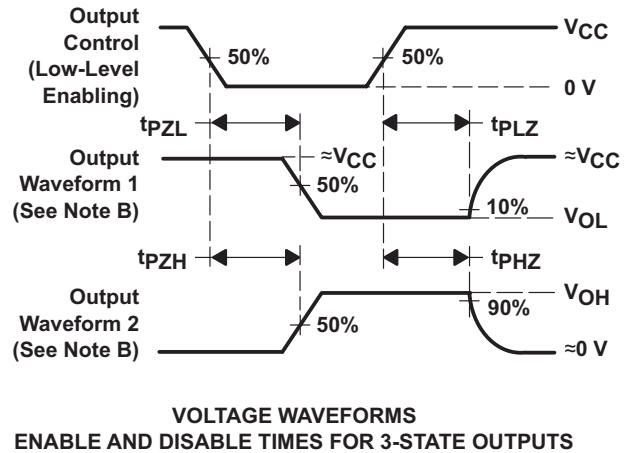 Output
Control
(Low-Level
Enabling)
50%
50%
VCC
0 V
tPZL
tPLZ
Output
Waveform 1
(See Note B)
≈VCC
50%
≈VCC
10%
VOL
tPZH
tPHZ
Output
Waveform 2
(See Note B)
50%
VOH
90%
≈0 V
VOLTAGE WAVEFORMS
ENABLE AND DISABLE TIMES FOR 3-STATE OUTPUTS